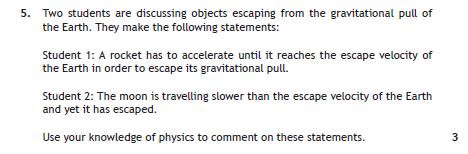 5. Two students are discussing objects escaping from the gravitational pull of
the Earth. They make the following statements:
Student 1: A rocket has to accelerate until it reaches the escape velocity of
the Earth in order to escape its gravitational pull.
Student 2: The moon is travelling slower than the escape velocity of the Earth
and yet it has escaped.
Use your knowledge of physics to comment on these statements. 3